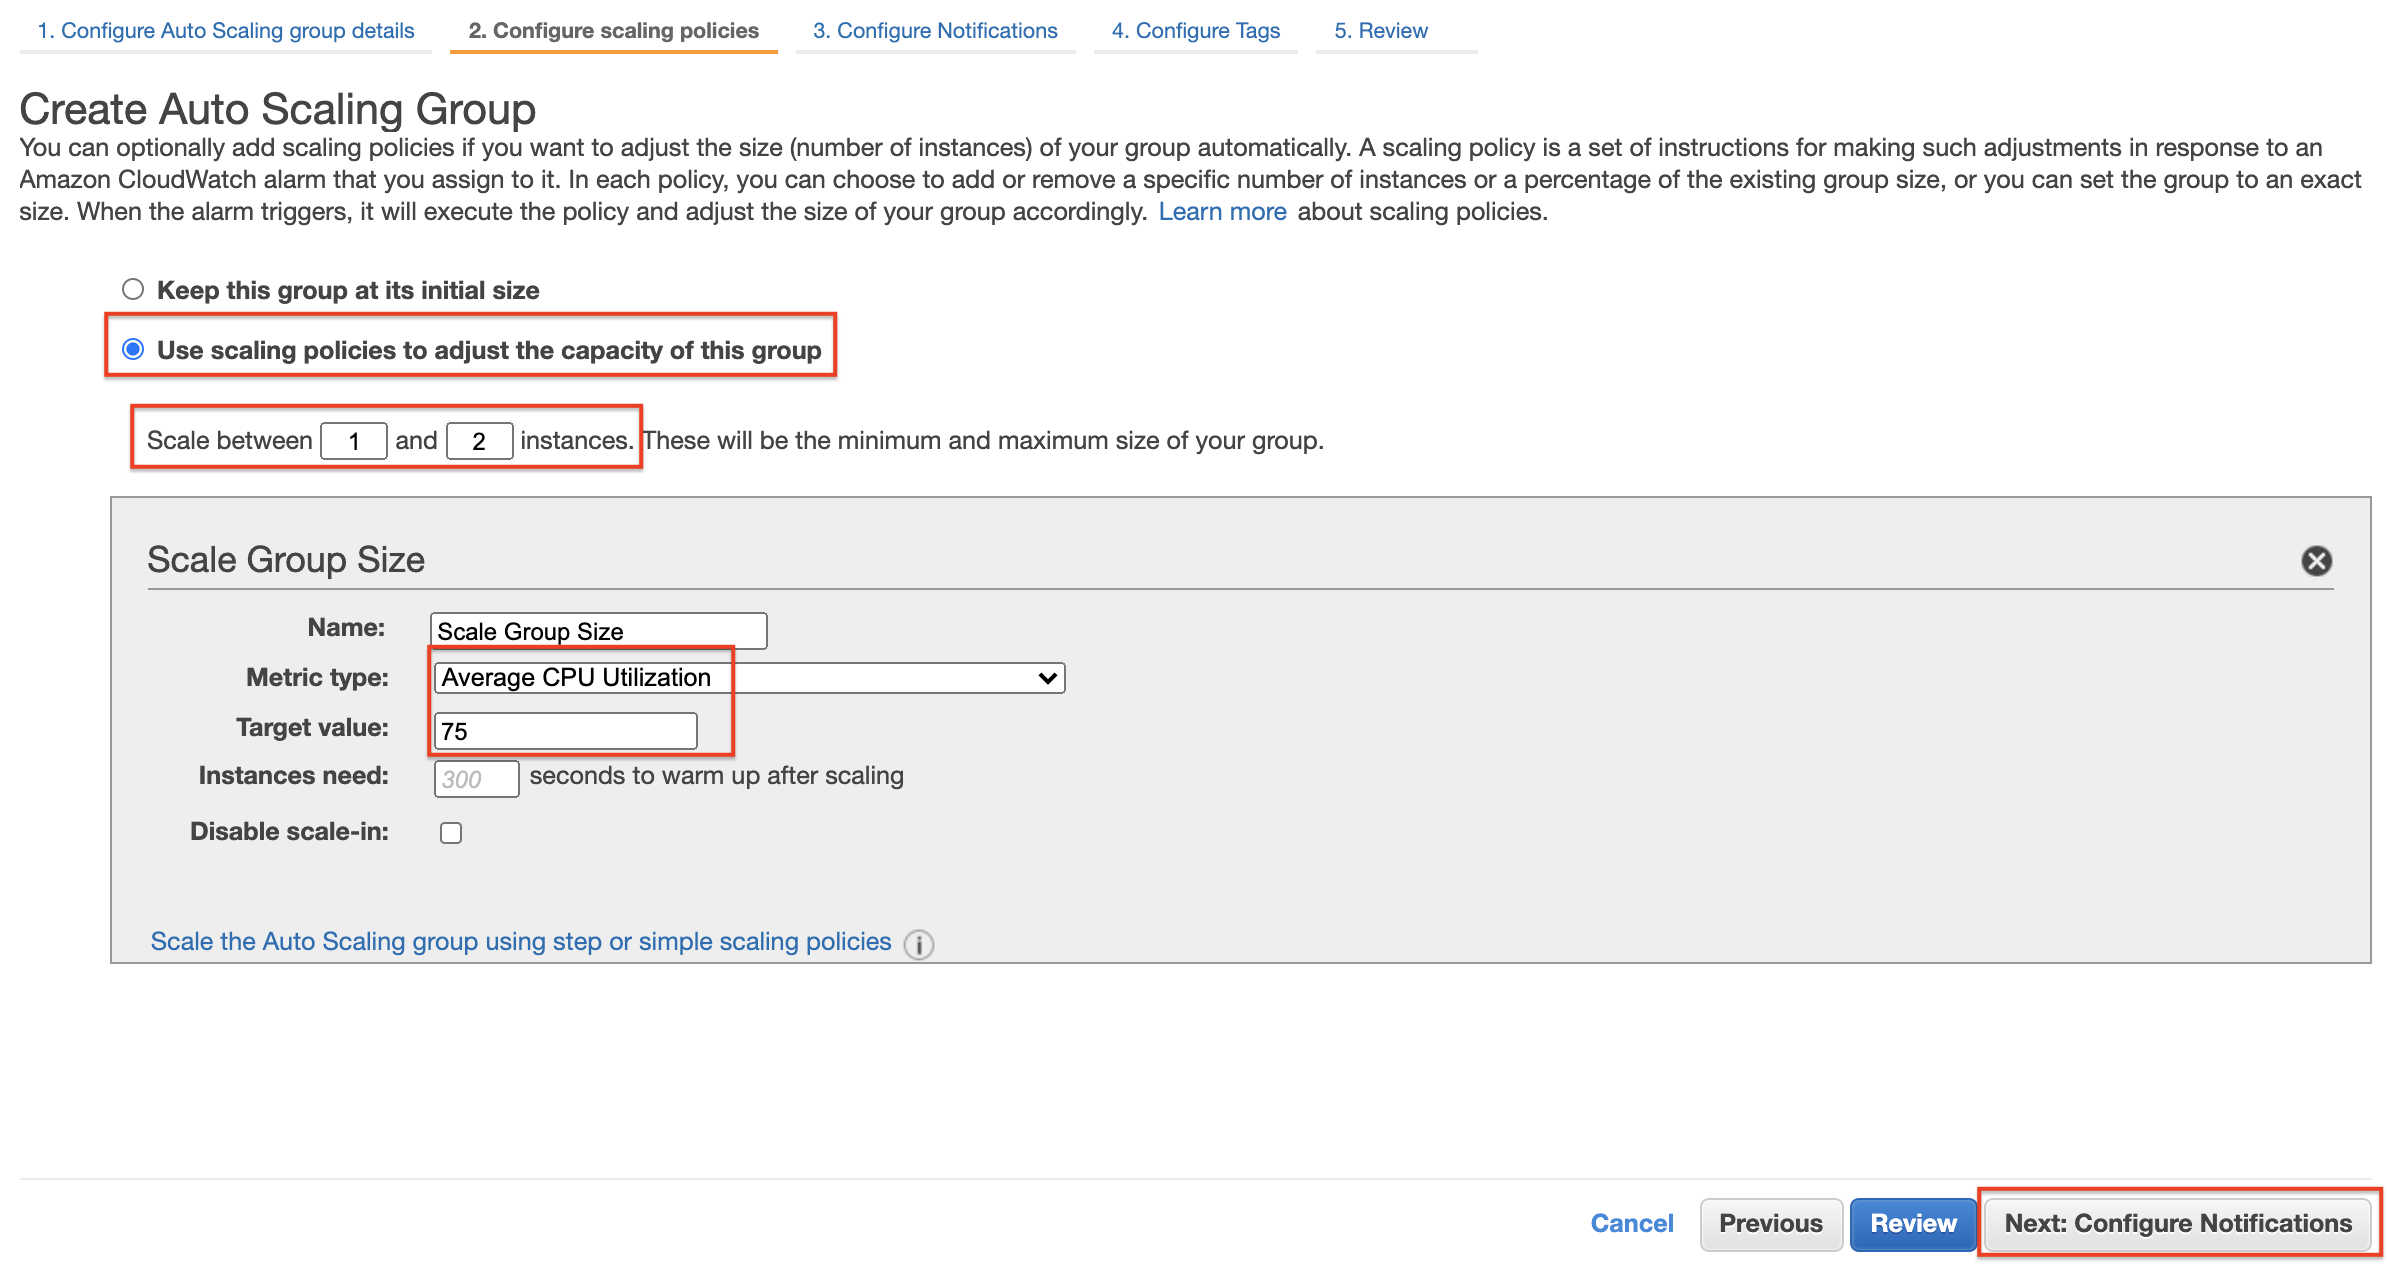 1. Configure Auto Scaling group details 2. Configure scaling policies 3. Configure Notifications 4. Configure Tags 5. Review
Create Auto Scaling Group
You can optionally add scaling policies if you want to adjust the size (number of instances) of your group automatically. A scaling policy is a set of instructions for making such adjustments in response to an
Amazon CloudWatch alarm that you assign to it. In each policy, you can choose to add or remove a specific number of instances or a percentage of the existing group size, or you can set the group to an exact
size. When the alarm triggers, it will execute the policy and adjust the size of your group accordingly. Learn more about scaling policies.
Keep this group at its initial size
Use scaling policies to adjust the capacity of this group
Scale between 1 and 2 instances. These will be the minimum and maximum size of your group.
Scale Group Size
Name: Scale Group Size
Metric type: Average CPU Utilization
Target value: 75
Instances need: 300 seconds to warm up after scaling
Disable scale-in:
Scale the Auto Scaling group using step or simple scaling policies i
Cancel Previous Review Next: Configure Notifications